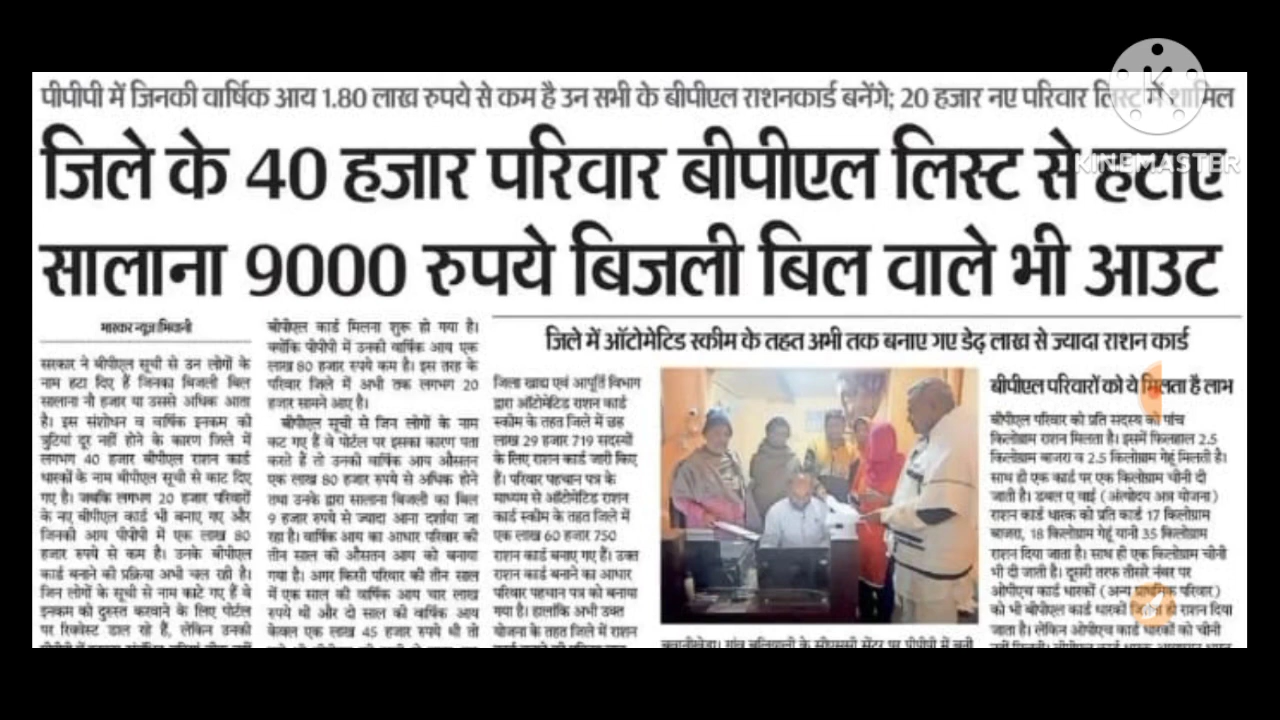 पीपीपी में जिनकी वार्षिक आय 1.80 लाख रुपये से कम है उन सभी के बीपीएल राशनकार्ड बनेंगे; 20 हजार नए परिवार लिस्ट में शामिल
KINEMASTER
जिले के 40 हजार परिवार बीपीएल लिस्ट से हटाए
सालाना 9000 रुपये बिजली बिल वाले भी आउट
भास्कर न्यूज भिवानी
सरकार ने बीपीएल सूची से उन लोगों के
नाम हटा दिए हैं जिनका बिजली बिल
सालाना नौ हजार या उससे अधिक आता
है। इस संशोधन व वार्षिक इनकम की
त्रुटियां दूर नहीं होने के कारण जिले में
लगभग 40 हजार बीपीएल राशन कार्ड
धारकों के नाम बीपीएल सूची से काट दिए
गए है। जबकि लगभग 20 हजार परिवारों
के नए बीपीएल कार्ड भी बनाए गए और
जिनकी आय पीपीपी में एक लाख 80
हजार रुपये से कम है। उनके बीपीएल
कार्ड बनाने की प्रक्रिया अभी चल रही है।
जिन लोगों के सूची से नाम काटे गए हैं वे
इनकम को दुरुस्त करवाने के लिए पोर्टल
पर रिक्वेस्ट डाल रहे हैं, लेकिन उनकी
बीपीएल कार्ड मिलना शुरू हो गया है।
क्योंकि पीपीपी में उनकी वार्षिक आय एक
लाख 80 हजार रुपये कम है। इस तरह के
परिवार जिले में अभी तक लगभग 20
हजार सामने आए है।
बीपीएल सूची से जिन लोगों के नाम
कट गए हैं वे पोर्टल पर इसका कारण पता
करते हैं तो उनकी वार्षिक आय औसतन
एक लाख 80 हजार रुपये से अधिक होने
तथा उनके द्वारा सालाना बिजली का बिल
9 हजार रुपये से ज्यादा आना दर्शाया जा
रहा है। वार्षिक आय का आधार परिवार की
तीन साल की औसतन आय को बनाया
गया है। अगर किसी परिवार की तीन साल
में एक साल की वार्षिक आय चार लाख
रुपये थी और दो साल की वार्षिक आय
केवल एक लाख 45 हजार रुपये थी तो
जिले में ऑटोमेटिड स्कीम के तहत अभी तक बनाए गए डेढ़ लाख से ज्यादा राशन कार्ड
जिला खाद्य एवं आपूर्ति विभाग
द्वारा ऑटोमेटिड राशन कार्ड
स्कीम के तहत जिले में छह
लाख 29 हजार 719 सदस्यों
के लिए राशन कार्ड जारी किए
हैं। परिवार पहचान पत्र के
माध्यम से ऑटोमेटिड राशन
कार्ड स्कीम के तहत जिले में
एक लाख 60 हजार 750
राशन कार्ड बनाए गए हैं। उक्त
राशन कार्ड बनाने का आधार
परिवार पहचान पत्र को बनाया
गया है। हालांकि अभी उक्त
योजना के तहत जिले में राशन
बीपीएल परिवारों को ये मिलता है लाभ
बीपीएल परिवार को प्रति सदस्य को पांच
किलोग्राम राशन मिलता है। इसमें फिलहाल 2.5
किलोग्राम बाजरा व 2.5 किलोग्राम गेहूं मिलती है।
साथ ही एक कार्ड पर एक किलोग्राम चीनी दी
जाती है। डबल ए वाई (अंत्योदय अन्न योजना)
राशन कार्ड धारक को प्रति कार्ड 17 किलोग्राम
बाजरा, 18 किलोग्राम गेहूं यानी 35 किलोग्राम
राशन दिया जाता है। साथ ही एक किलोग्राम चीनी
भी दी जाती है। दूसरी तरफ तीसरे नंबर पर
ओपीएच कार्ड धारकों (अन्य प्राथमिक परिवार)
को भी बीपीएल कार्ड धारकों जितना ही राशन दिया
जाता है। लेकिन ओपीएच कार्ड धारकों को चीनी